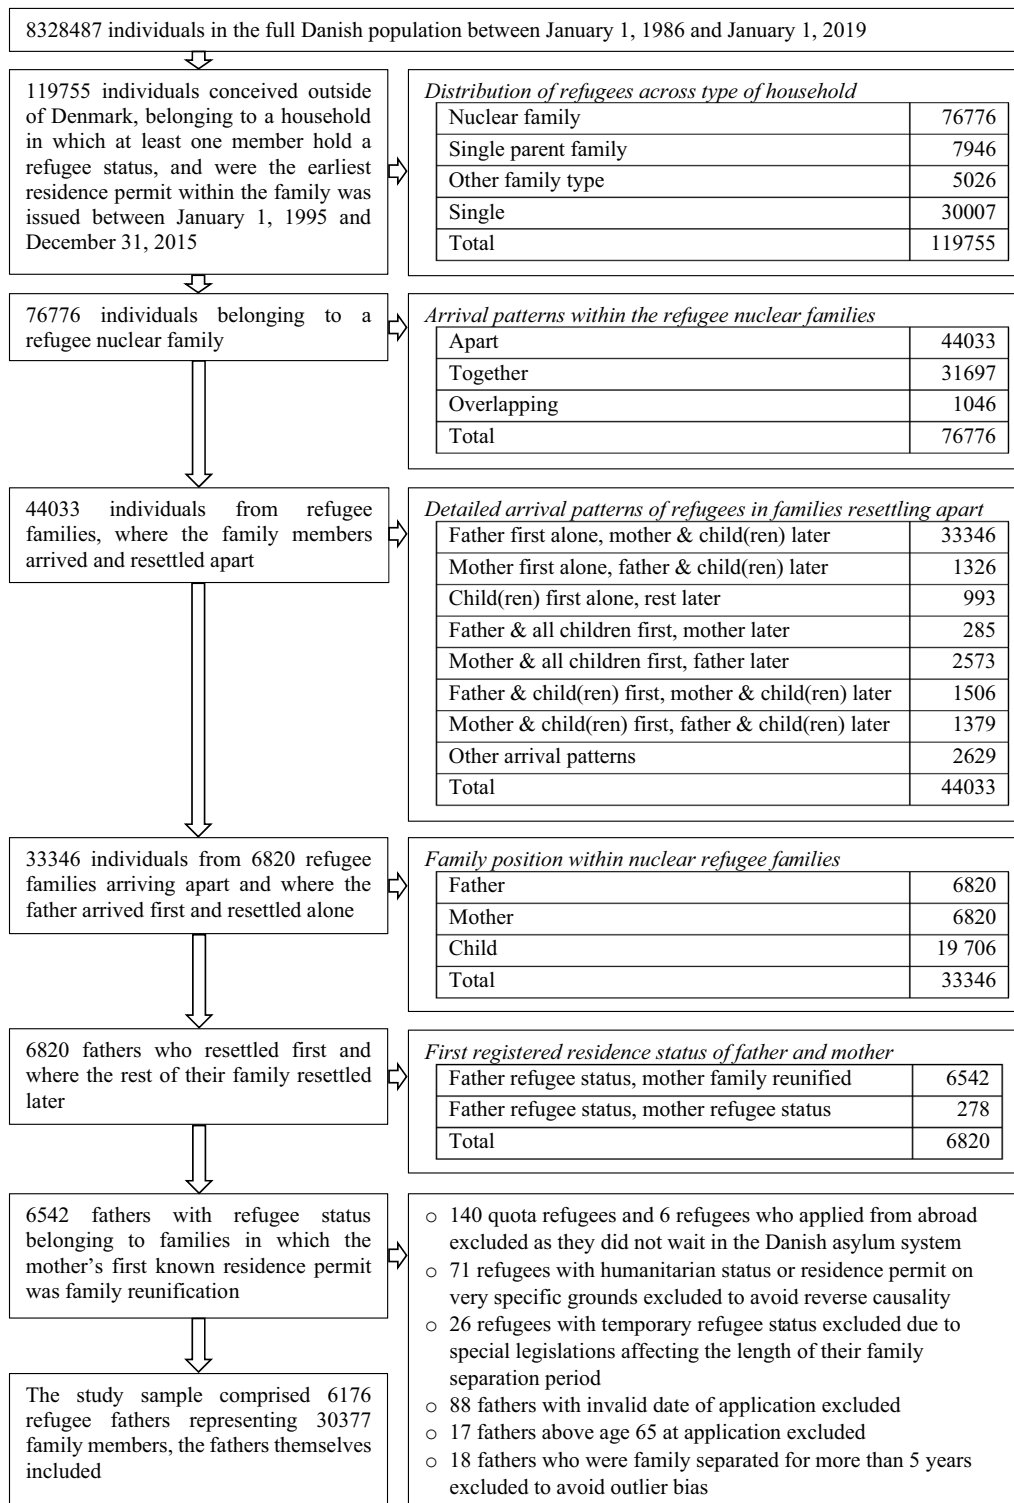 8328487 individuals in the full Danish population between January 1, 1986 and January 1, 2019
119755 individuals conceived outside
of Denmark, belonging to a household
in which at least one member hold a
refugee status, and were the earliest
residence permit within the family was
issued between January 1, 1995 and
December 31, 2015
Distribution of refugees across type of household
Nuclear family 76776
Single parent family 7946
Other family type 5026
Single 30007
Total 119755
76776 individuals belonging to a
refugee nuclear family
Arrival patterns within the refugee nuclear families
Apart 44033
Together 31697
Overlapping 1046
Total 76776
44033 individuals from refugee
families, where the family members
arrived and resettled apart
Detailed arrival patterns of refugees in families resettling apart
Father first alone, mother & child(ren) later 33346
Mother first alone, father & child(ren) later 1326
Child(ren) first alone, rest later 993
Father & all children first, mother later 285
Mother & all children first, father later 2573
Father & child(ren) first, mother & child(ren) later 1506
Mother & child(ren) first, father & child(ren) later 1379
Other arrival patterns 2629
Total 44033
33346 individuals from 6820 refugee
families arriving apart and where the
father arrived first and resettled alone
Family position within nuclear refugee families
Father 6820
Mother 6820
Child 19 706
Total 33346
6820 fathers who resettled first and
where the rest of their family resettled
later
First registered residence status of father and mother
Father refugee status, mother family reunified 6542
Father refugee status, mother refugee status 278
Total 6820
6542 fathers with refugee status
belonging to families in which the
mother's first known residence permit
was family reunification
○ 140 quota refugees and 6 refugees who applied from abroad
excluded as they did not wait in the Danish asylum system
○ 71 refugees with humanitarian status or residence permit on
very specific grounds excluded to avoid reverse causality
○ 26 refugees with temporary refugee status excluded due to
special legislations affecting the length of their family
separation period
○ 88 fathers with invalid date of application excluded
○ 17 fathers above age 65 at application excluded
○ 18 fathers who were family separated for more than 5 years
excluded to avoid outlier bias
The study sample comprised 6176
refugee fathers representing 30377
family members, the fathers themselves
included